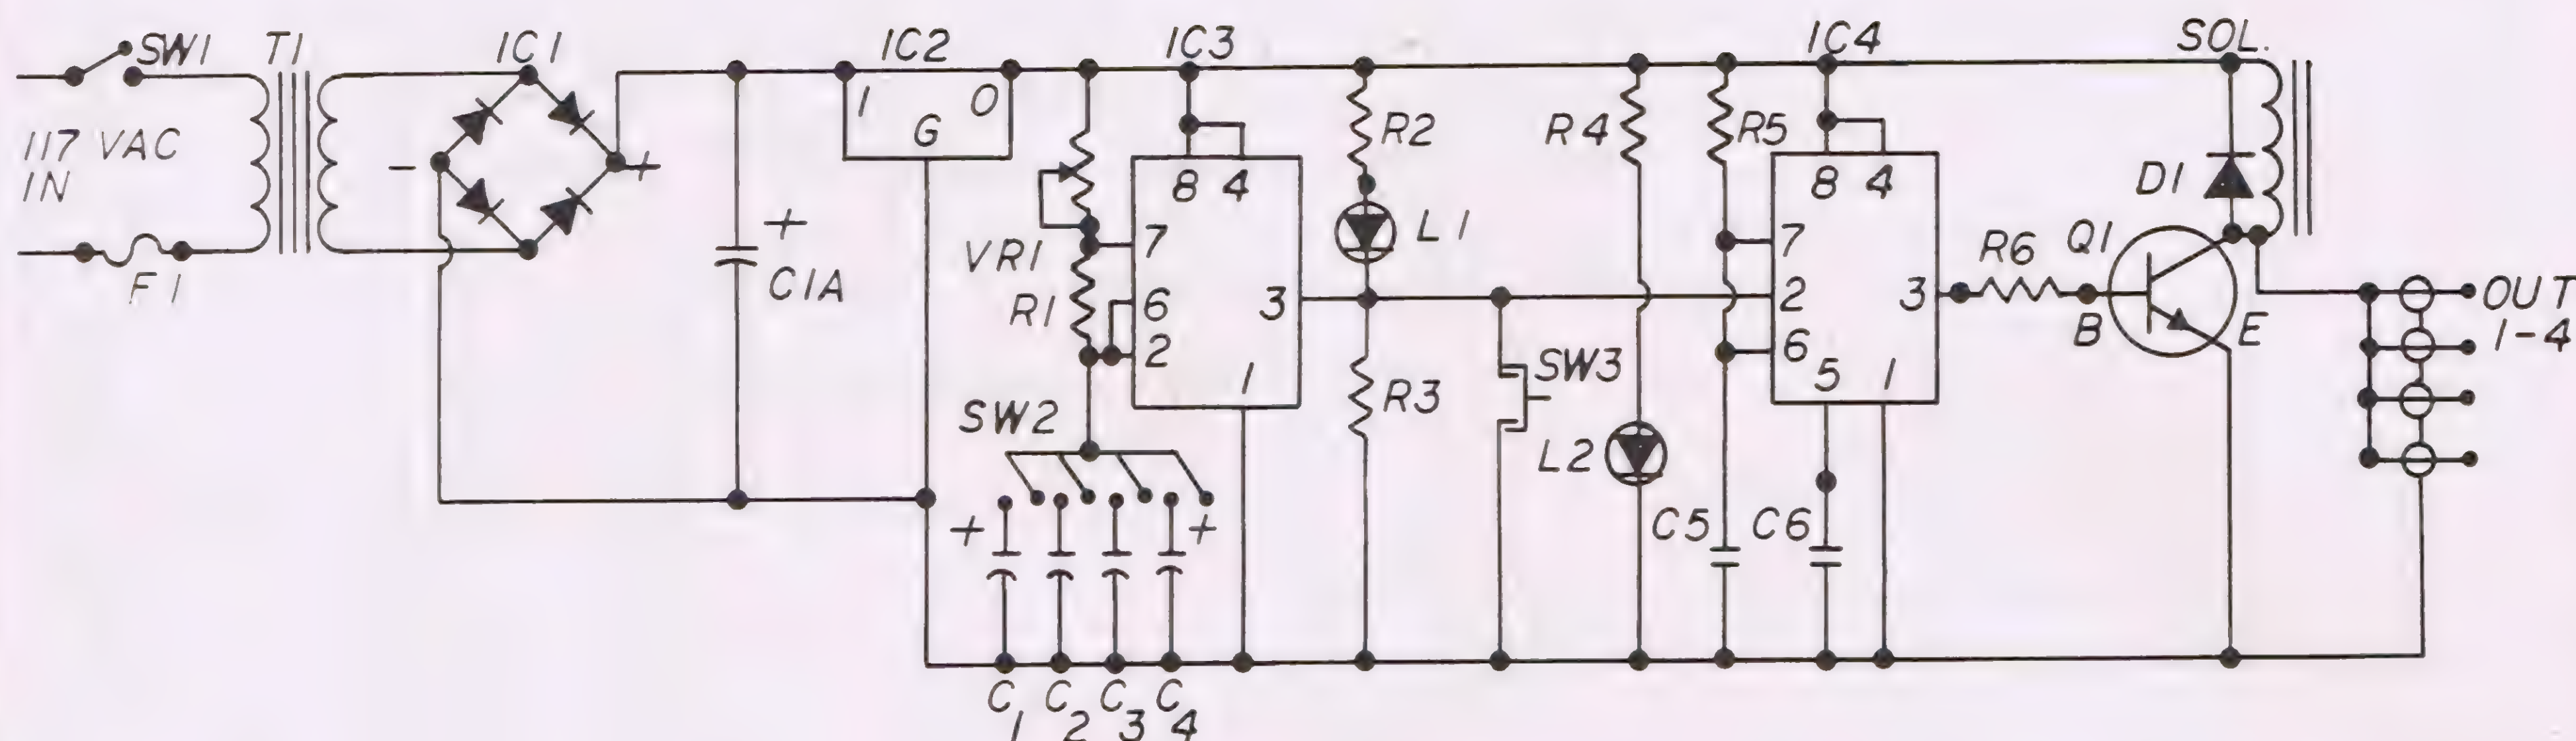 SW1
T1
IC1
IC2
IC3
IC4
SOL.
117 VAC
IN
F1
-
+
+
C1A
I
O
G
VR1
R1
8 4
7
6
2
3
1
R2
L1
R3
SW2
+
+
C1
C2
C3
C4
SW3
R4
L2
R5
C5
C6
8 4
7
2
6
3
5 1
R6
Q1
B
E
D1
OUT
1-4